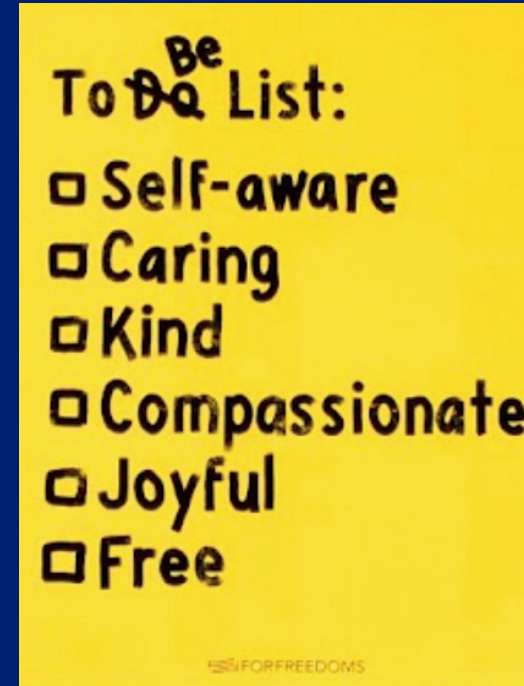 Be
To Do List:
Self-aware
Caring
Kind
Compassionate
Joyful
Free
FORFREEDOMS